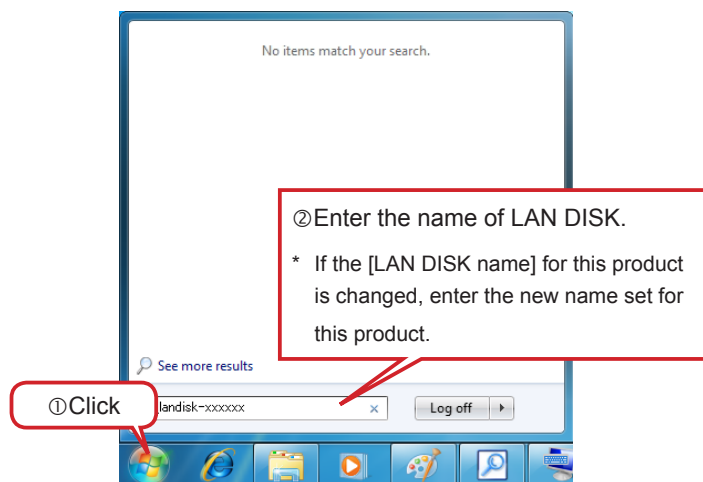 No items match your search.
②Enter the name of LAN DISK.
* If the [LAN DISK name] for this product
is changed, enter the new name set for
this product.
See more results
①Click
landisk-xxxxxx
Log off